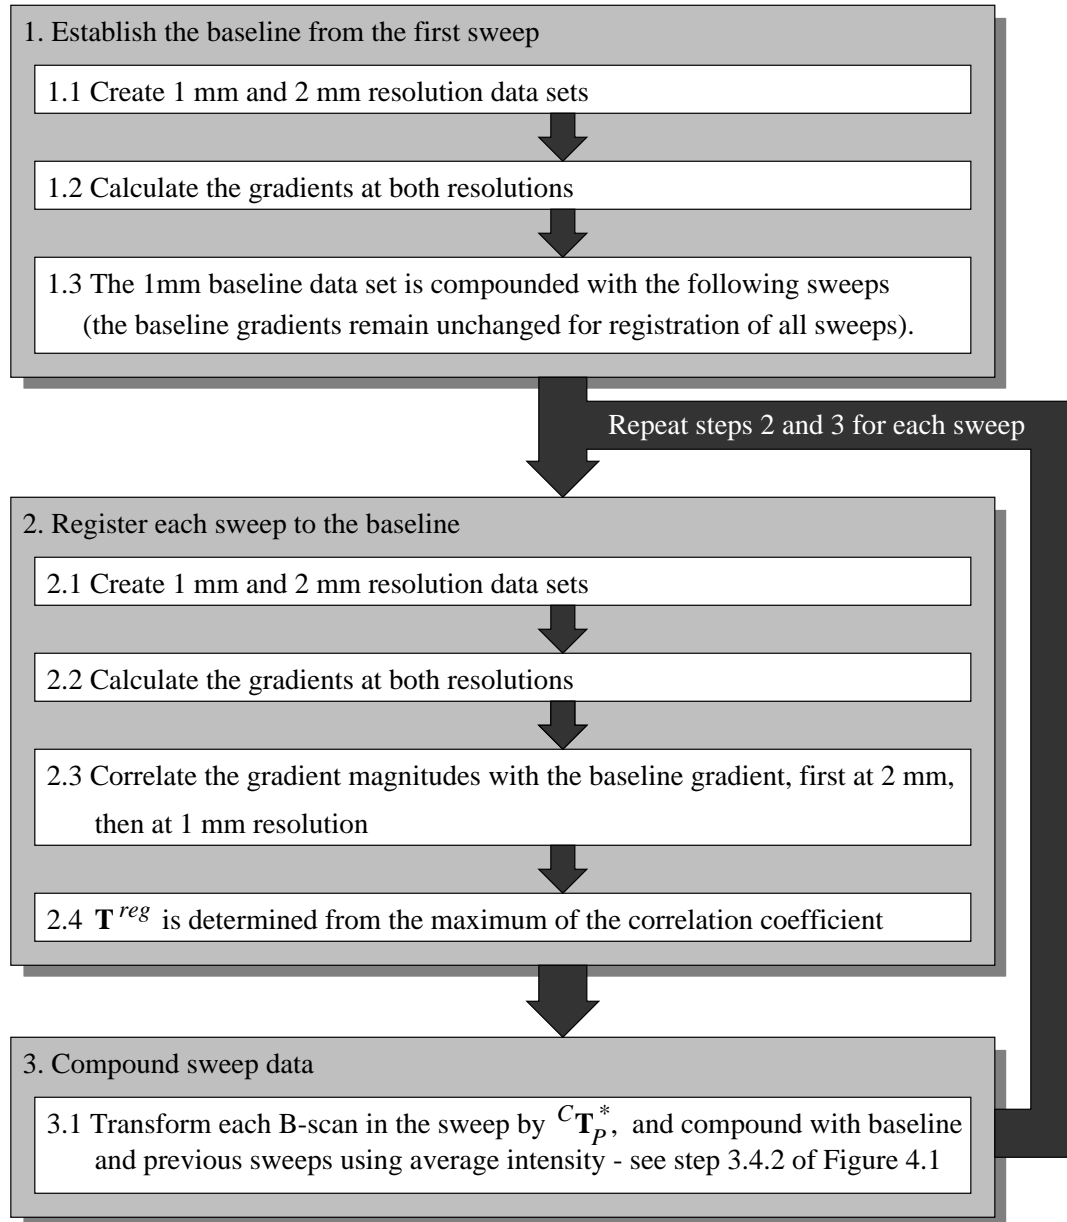 1. Establish the baseline from the first sweep
1.1 Create 1 mm and 2 mm resolution data sets
1.2 Calculate the gradients at both resolutions
1.3 The 1mm baseline data set is compounded with the following sweeps
(the baseline gradients remain unchanged for registration of all sweeps).
Repeat steps 2 and 3 for each sweep
2. Register each sweep to the baseline
2.1 Create 1 mm and 2 mm resolution data sets
2.2 Calculate the gradients at both resolutions
2.3 Correlate the gradient magnitudes with the baseline gradient, first at 2 mm,
then at 1 mm resolution
2.4 T^reg is determined from the maximum of the correlation coefficient
3. Compound sweep data
3.1 Transform each B-scan in the sweep by ^C T_P^*, and compound with baseline
and previous sweeps using average intensity - see step 3.4.2 of Figure 4.1